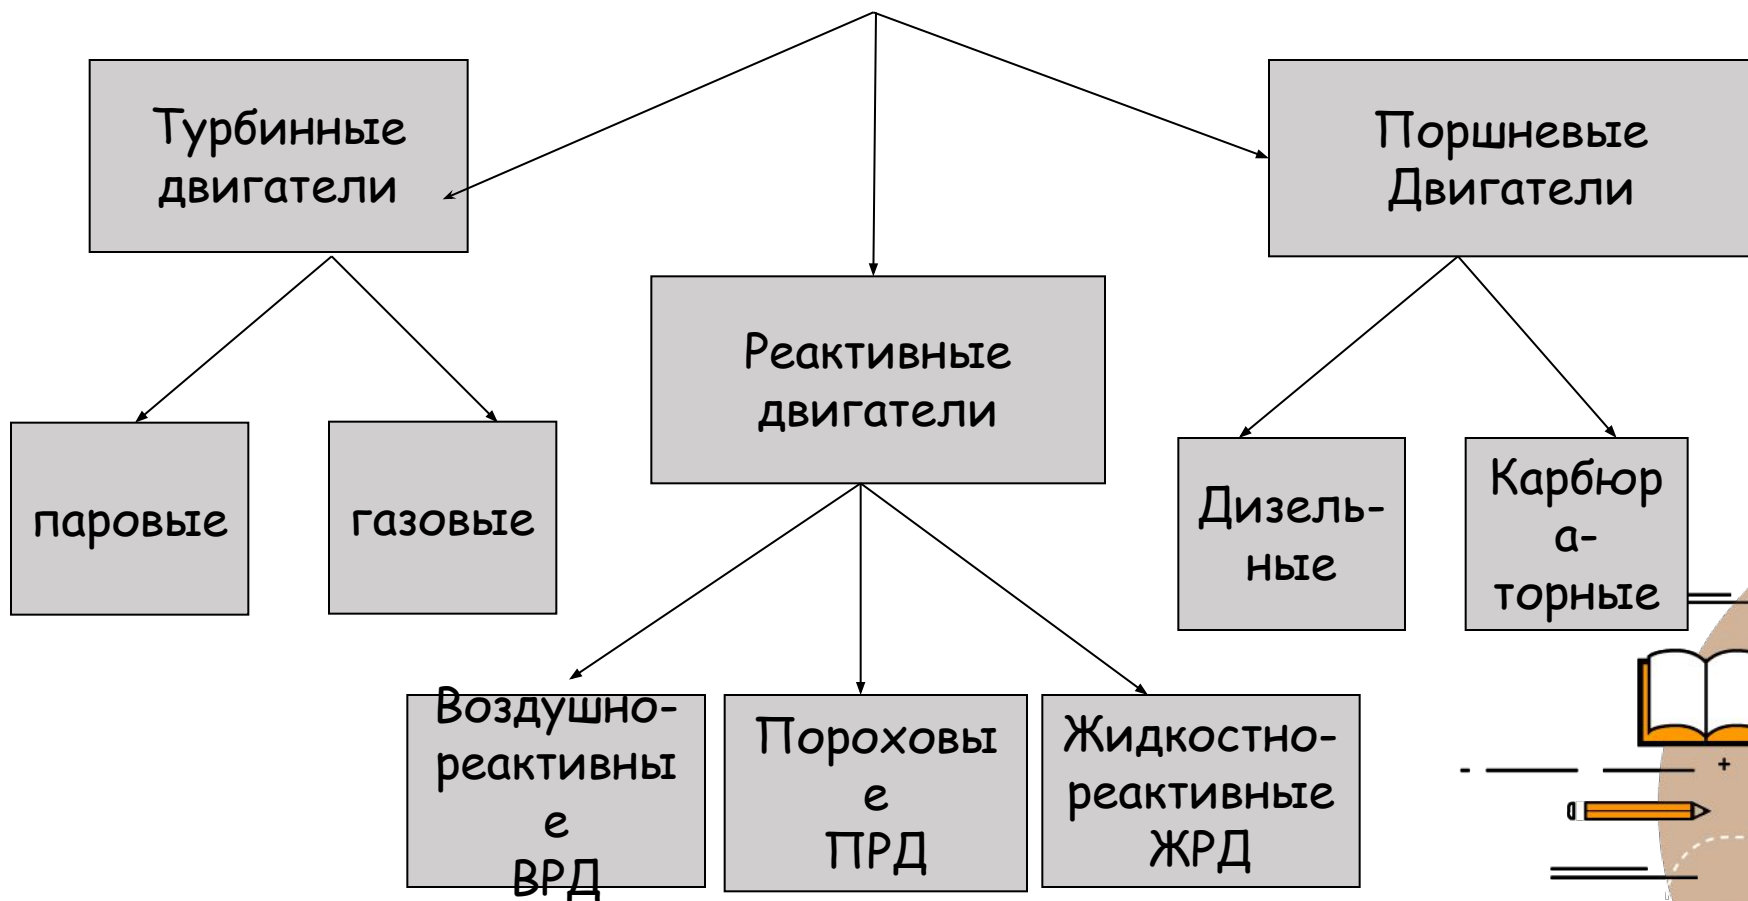 Турбинные
двигатели
Поршневые
Двигатели
Реактивные
двигатели
паровые
газовые
Дизель-
ные
Карбюр
а-
торные
Воздушно-
реактивны
е
ВРД
Пороховы
е
ПРД
Жидкостно-
реактивные
ЖРД